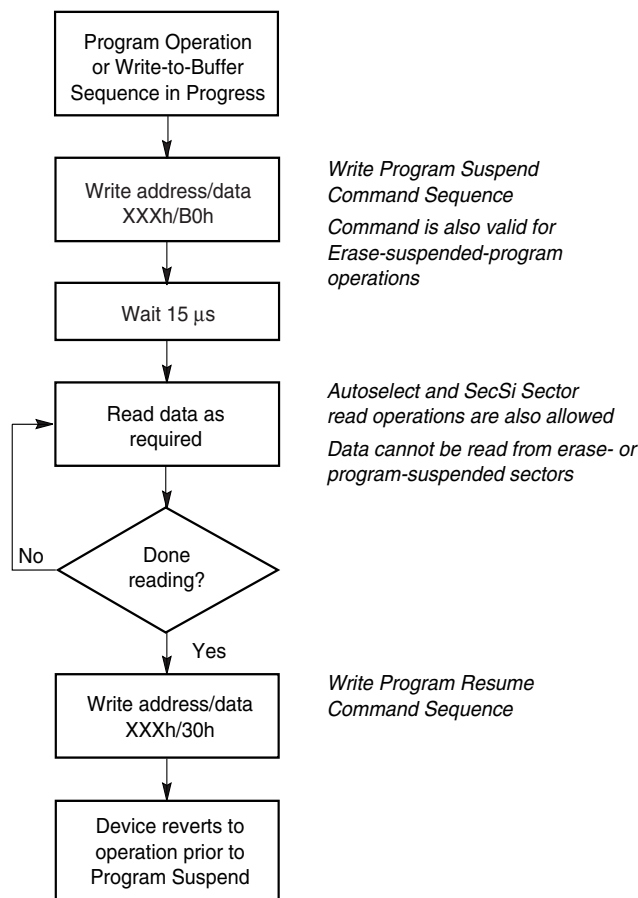 Program Operation
or Write-to-Buffer
Sequence in Progress
Write address/data
XXXh/B0h
Write Program Suspend
Command Sequence
Command is also valid for
Erase-suspended-program
operations
Wait 15 μs
Read data as
required
Autoselect and SecSi Sector
read operations are also allowed
Data cannot be read from erase- or
program-suspended sectors
No
Done
reading?
Yes
Write address/data
XXXh/30h
Write Program Resume
Command Sequence
Device reverts to
operation prior to
Program Suspend